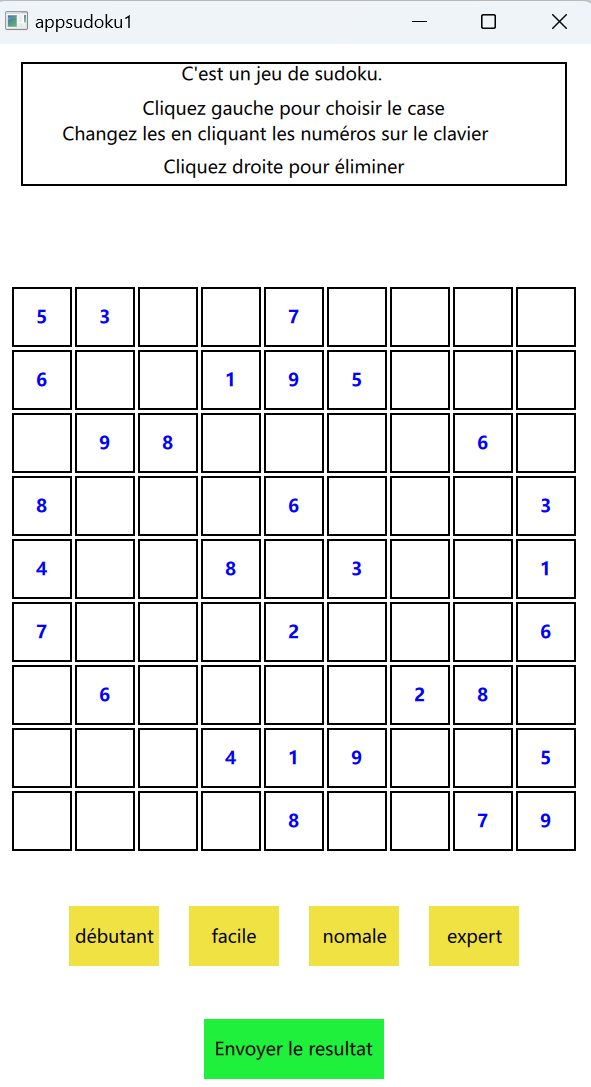 appsudoku1
C'est un jeu de sudoku.
Cliquez gauche pour choisir le case
Changez les en cliquant les numéros sur le clavier
Cliquez droite pour éliminer
5 3 7
6 1 9 5
9 8 6
8 6 3
4 8 3 1
7 2 6
6 2 8
4 1 9 5
8 7 9
débutant facile nomale expert
Envoyer le resultat